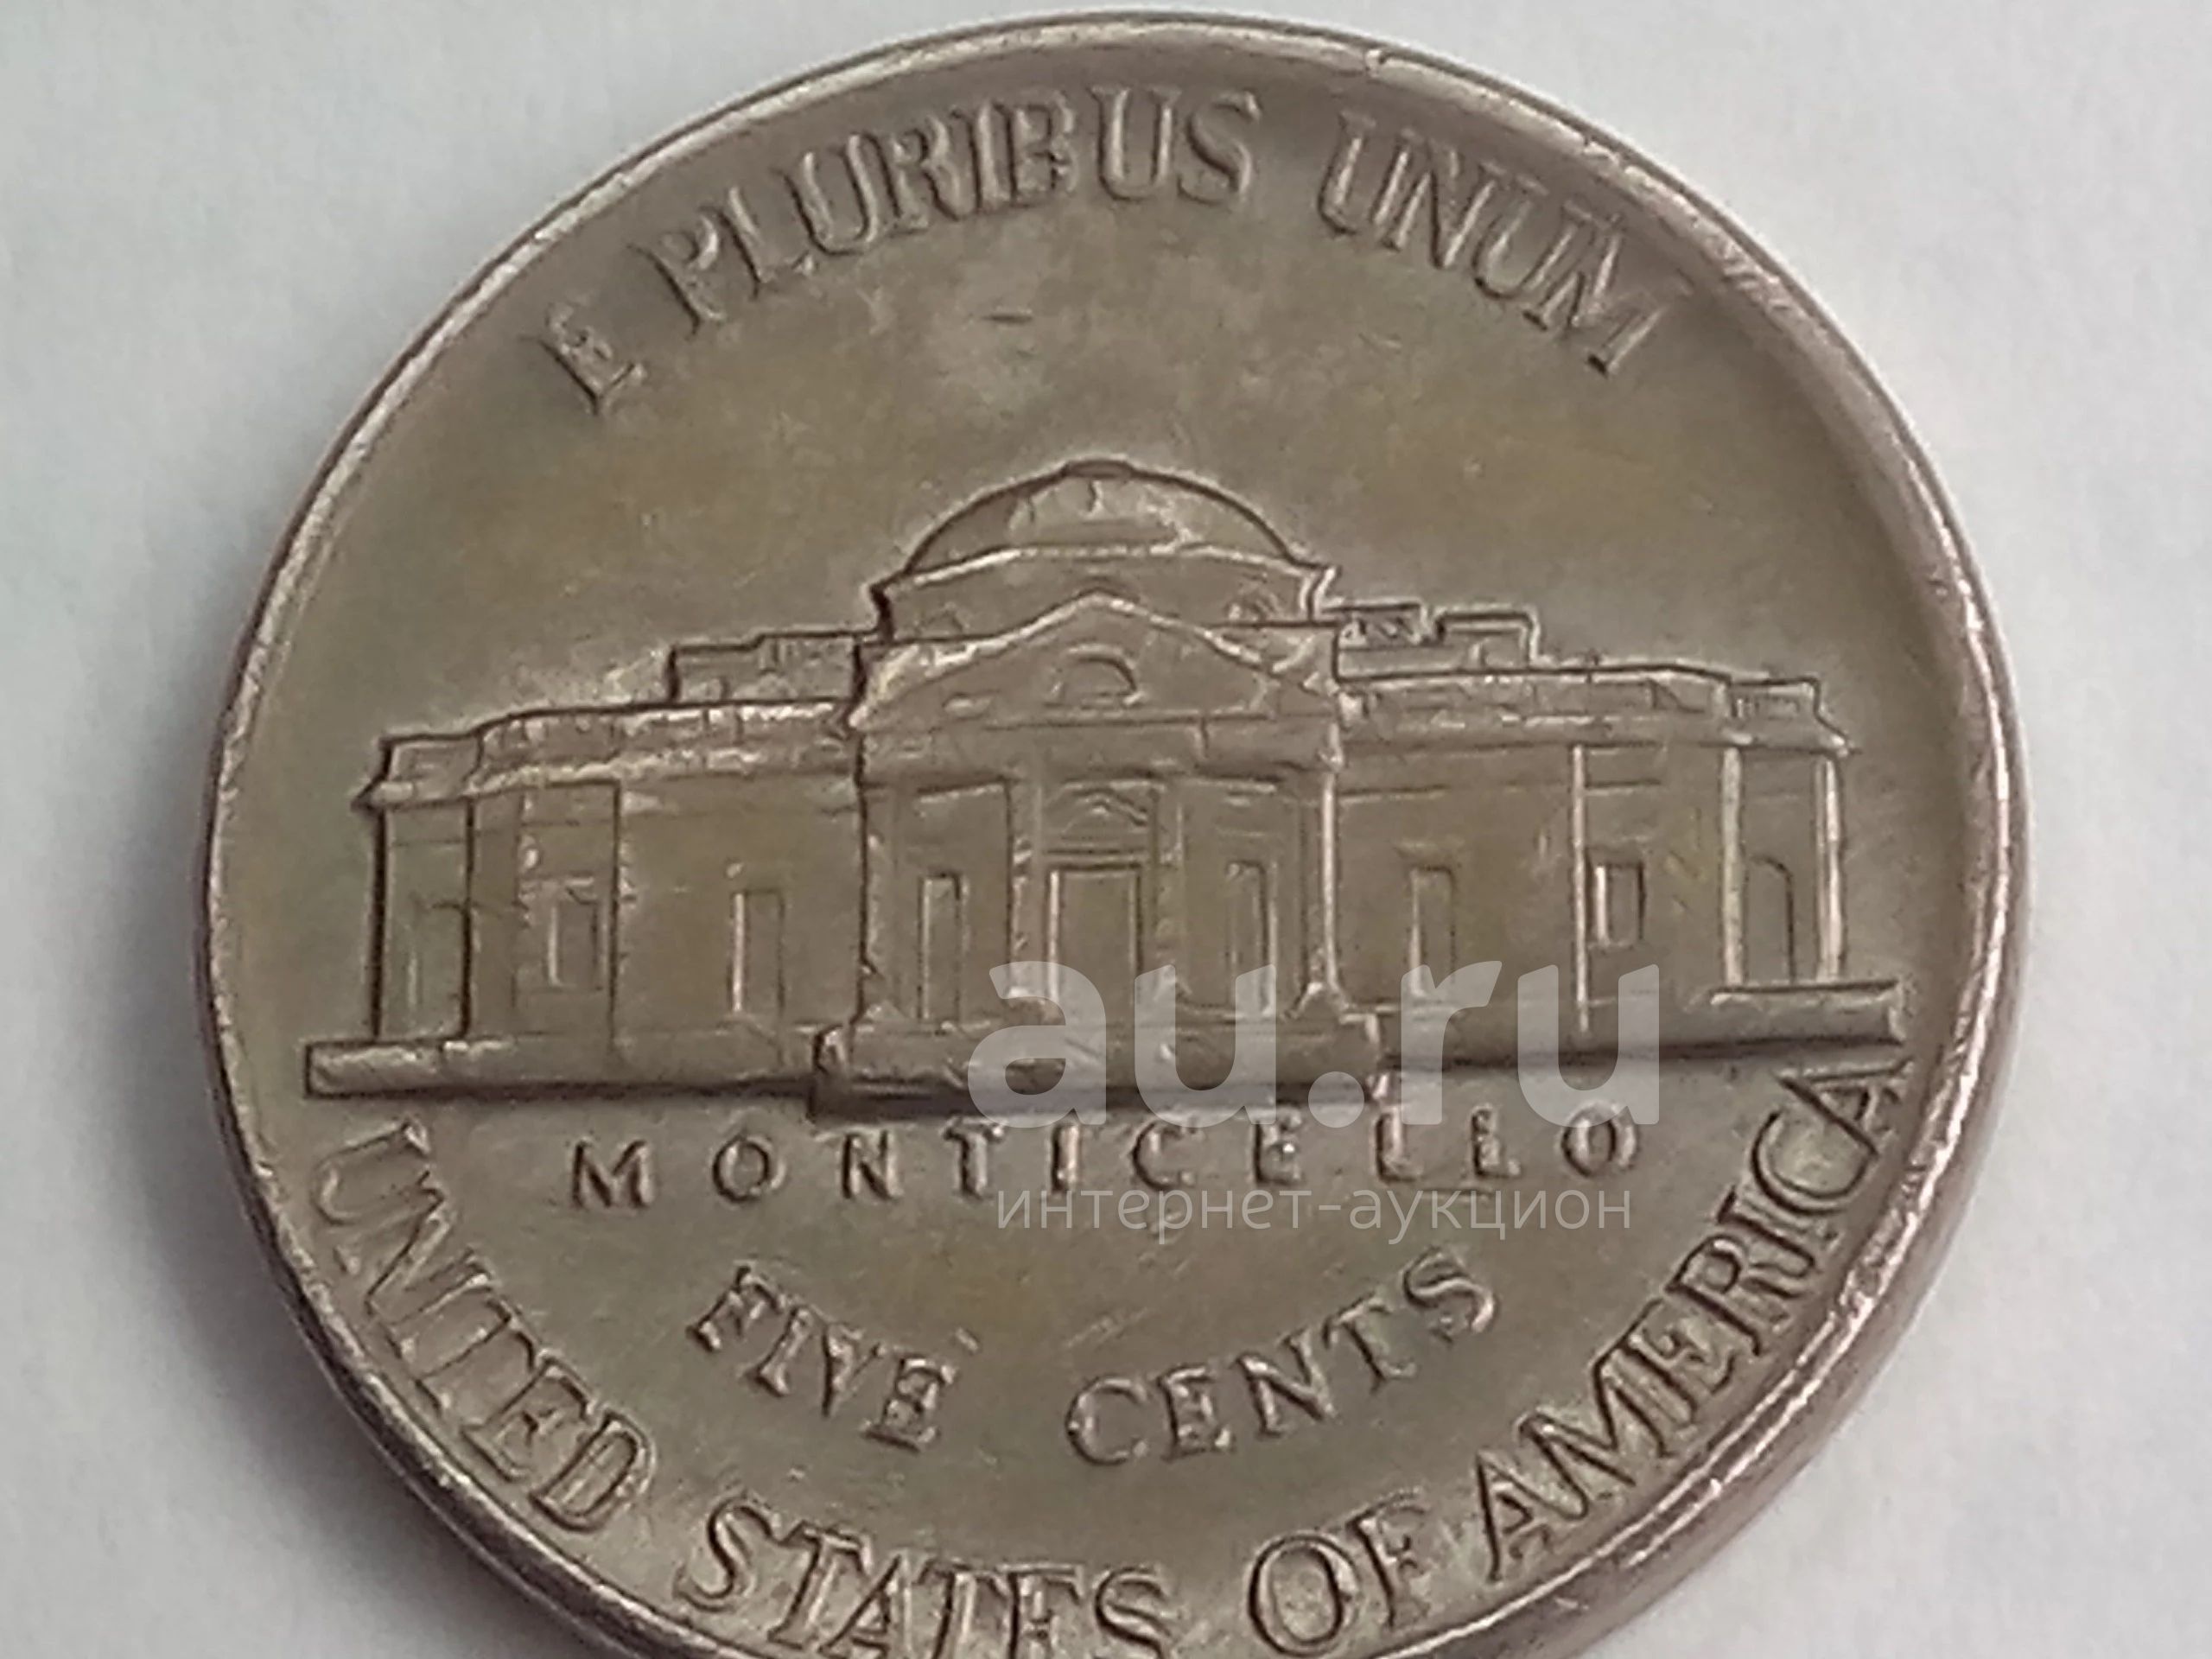 E PLURIBUS UNUM
au.ru
MONTICELLO
интернет-аукцион
FIVE CENTS
UNITED STATES OF AMERICA